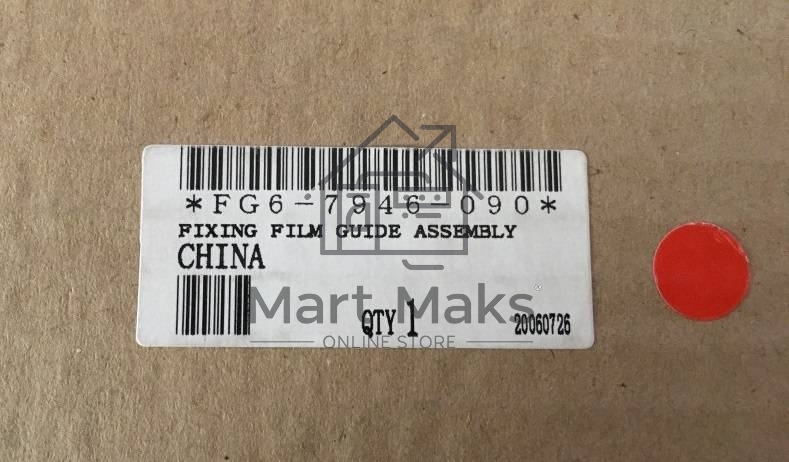 *FG6-7946-090*
FIXING FILM GUIDE ASSEMBLY
CHINA
Mart Maks
QTY 1 20060726
ONLINE STORE